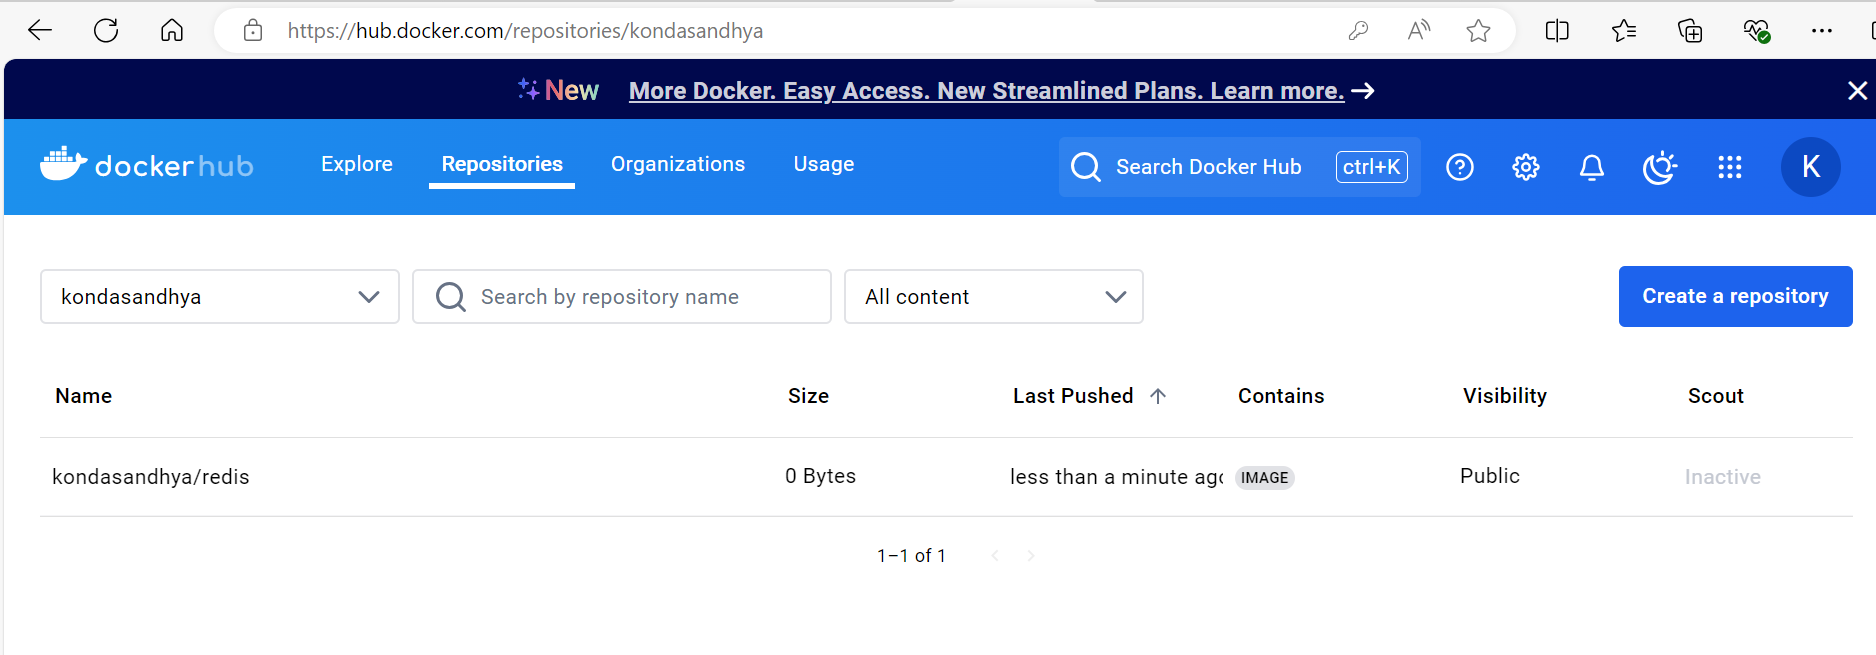 https://hub.docker.com/repositories/kondasandhya
New More Docker. Easy Access. New Streamlined Plans. Learn more. →
docker hub Explore Repositories Organizations Usage Search Docker Hub ctrl+K K
kondasandhya Search by repository name All content Create a repository
Name Size Last Pushed Contains Visibility Scout
kondasandhya/redis 0 Bytes less than a minute ago IMAGE Public Inactive
1–1 of 1